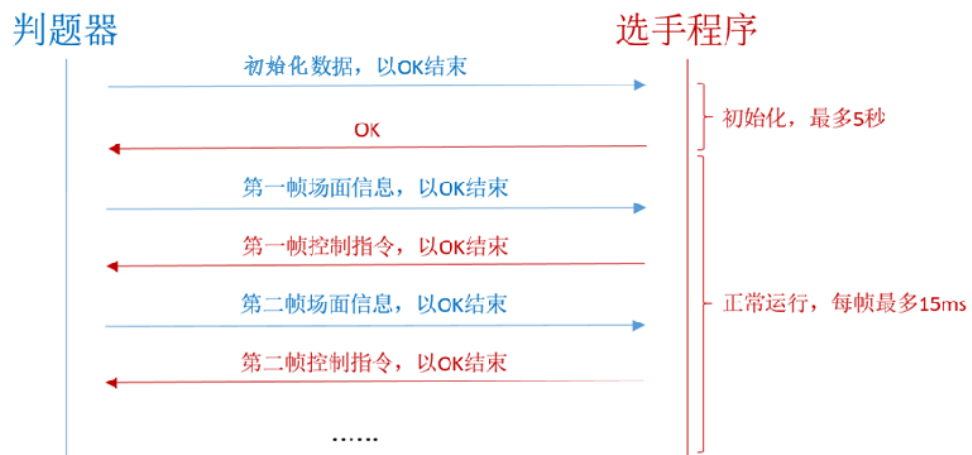 判题器
选手程序
初始化数据，以OK结束
初始化，最多5秒
OK
第一帧场面信息，以OK结束
第一帧控制指令，以OK结束
第二帧场面信息，以OK结束
正常运行，每帧最多15ms
第二帧控制指令，以OK结束
......